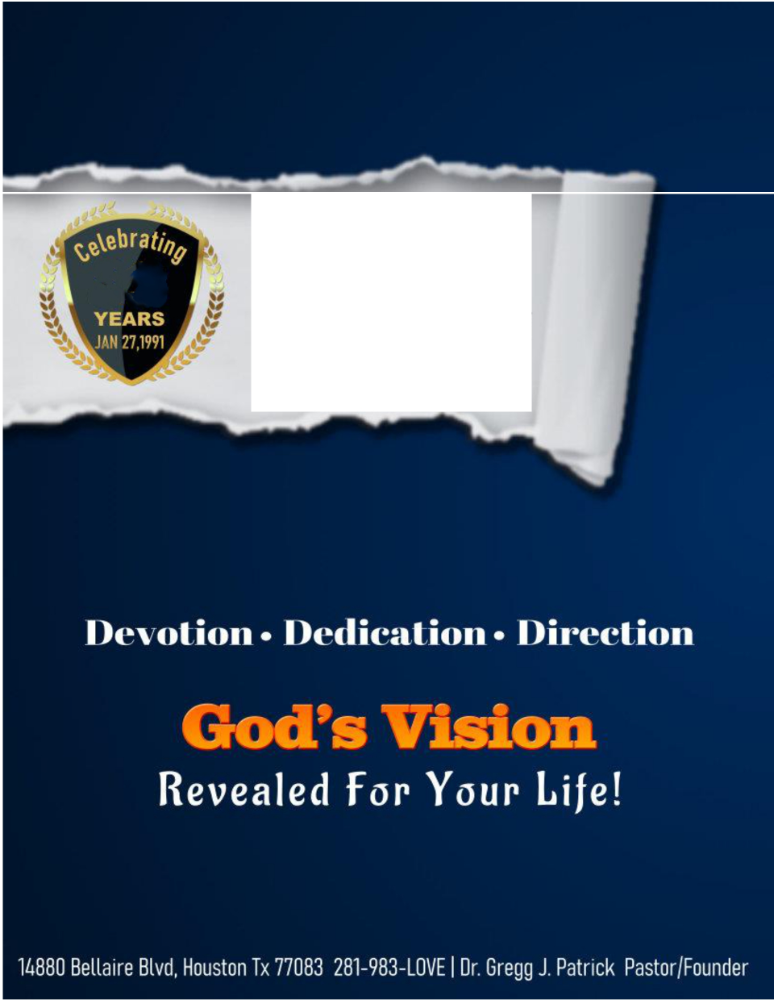 Celebrating
YEARS
JAN 27,1991
Devotion • Dedication • Direction
God's Vision
Revealed For Your Life!
14880 Bellaire Blvd, Houston Tx 77083 281-983-LOVE | Dr. Gregg J. Patrick Pastor/Founder